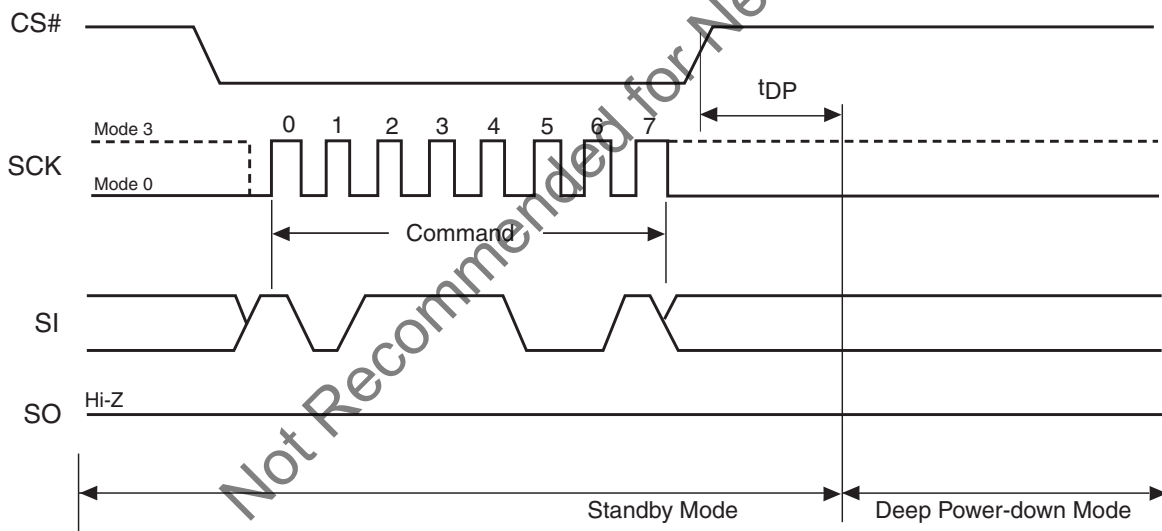 CS#
tDP
0 1 2 3 4 5 6 7
Mode 3
SCK
Mode 0
Command
SI
Hi-Z
SO
Standby Mode
Deep Power-down Mode
Not Recommended for Ne